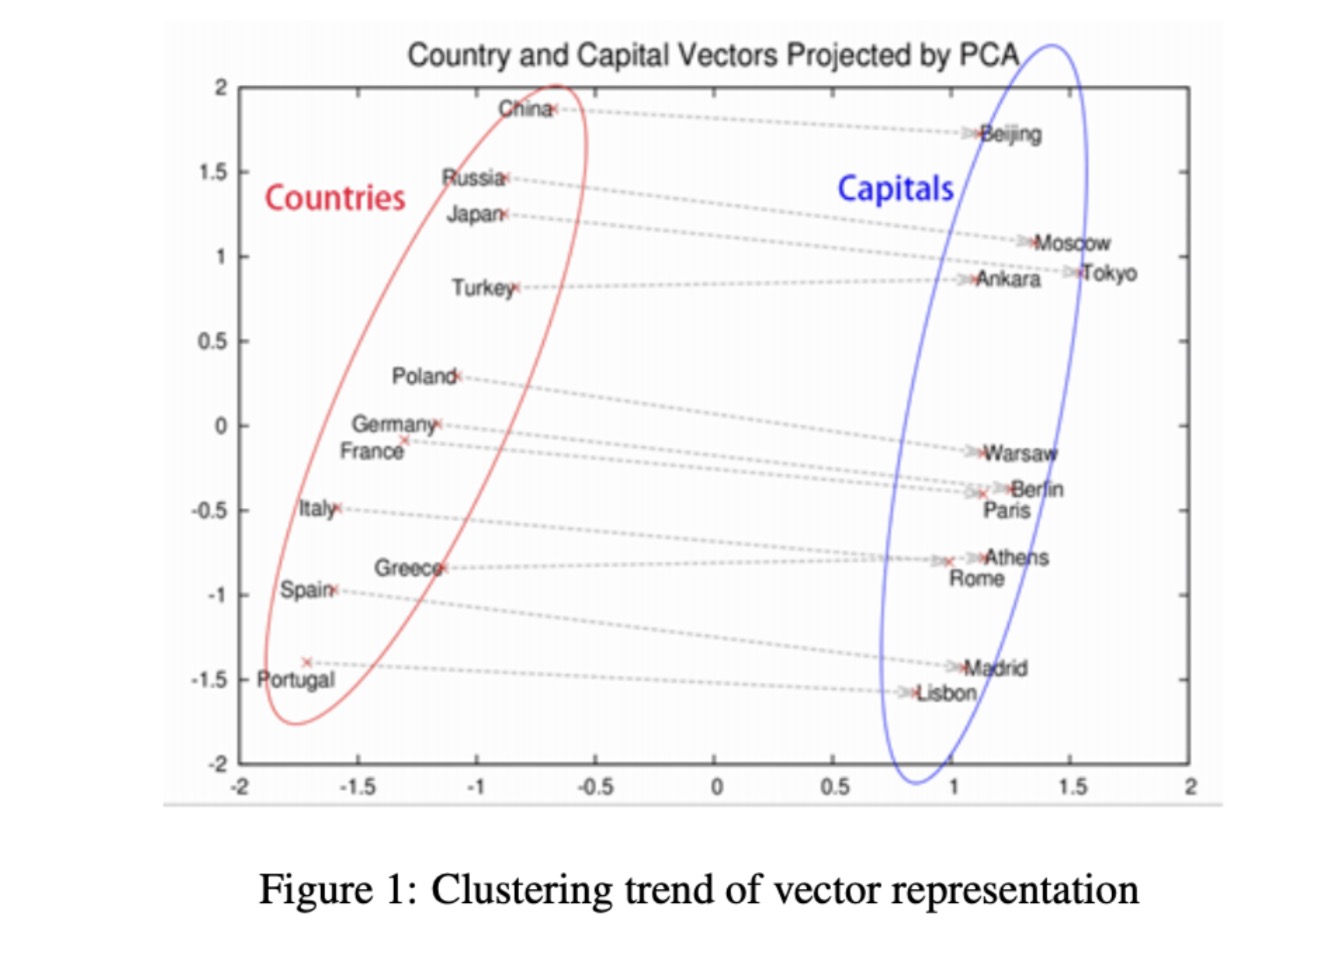 Country and Capital Vectors Projected by PCA
2
China
Beijing
1.5
Russia
Countries
Capitals
Japan
Moscow
1
Tokyo
Ankara
Turkey
0.5
Poland
0
Germany
France
Warsaw
Berlin
-0.5
Italy
Paris
Athens
Greece
Rome
-1
Spain
Madrid
-1.5
Portugal
Lisbon
-2
-2 -1.5 -1 -0.5 0 0.5 1 1.5 2
Figure 1: Clustering trend of vector representation